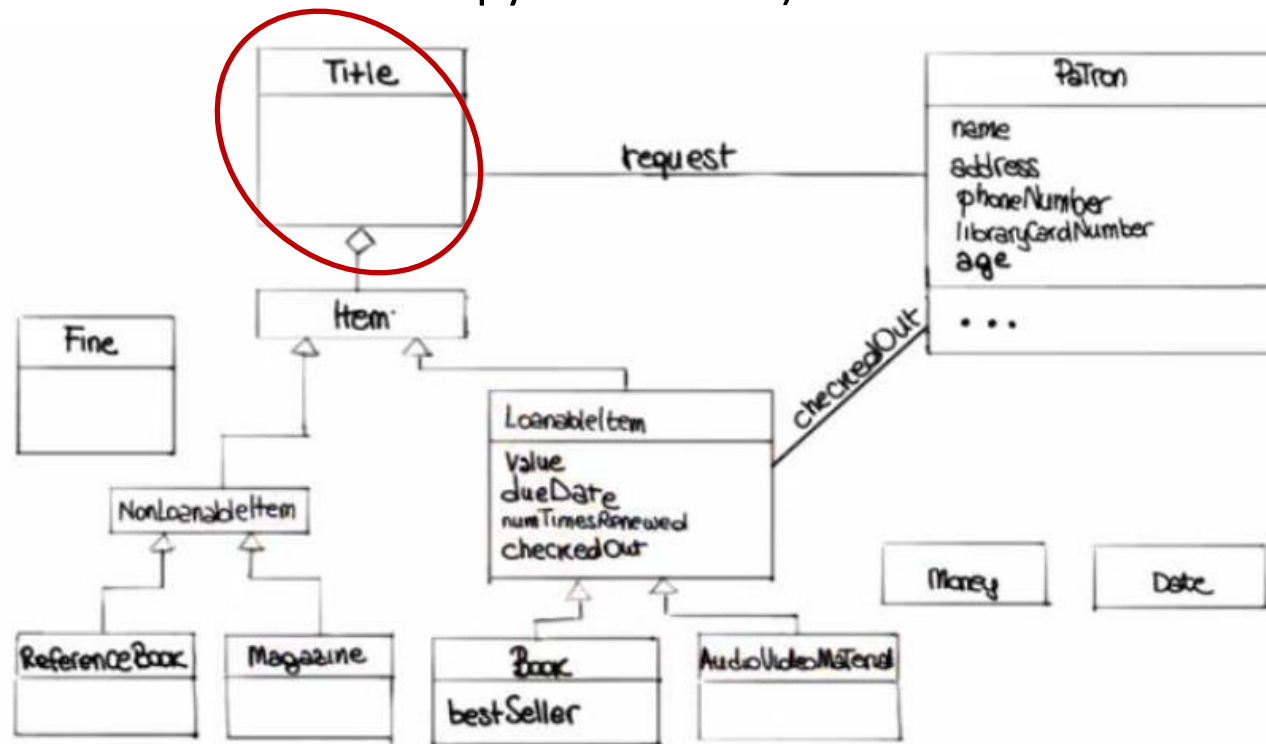 Title
Patron
name
address
phoneNumber
libraryCardNumber
age
...
request
Item
Fine
checkedOut
LoanableItem
Value
dueDate
numTimesRenewed
checkedOut
NonLoanableItem
Money
Date
ReferenceBook
Magazine
Book
bestSeller
AudioVideoMaterial